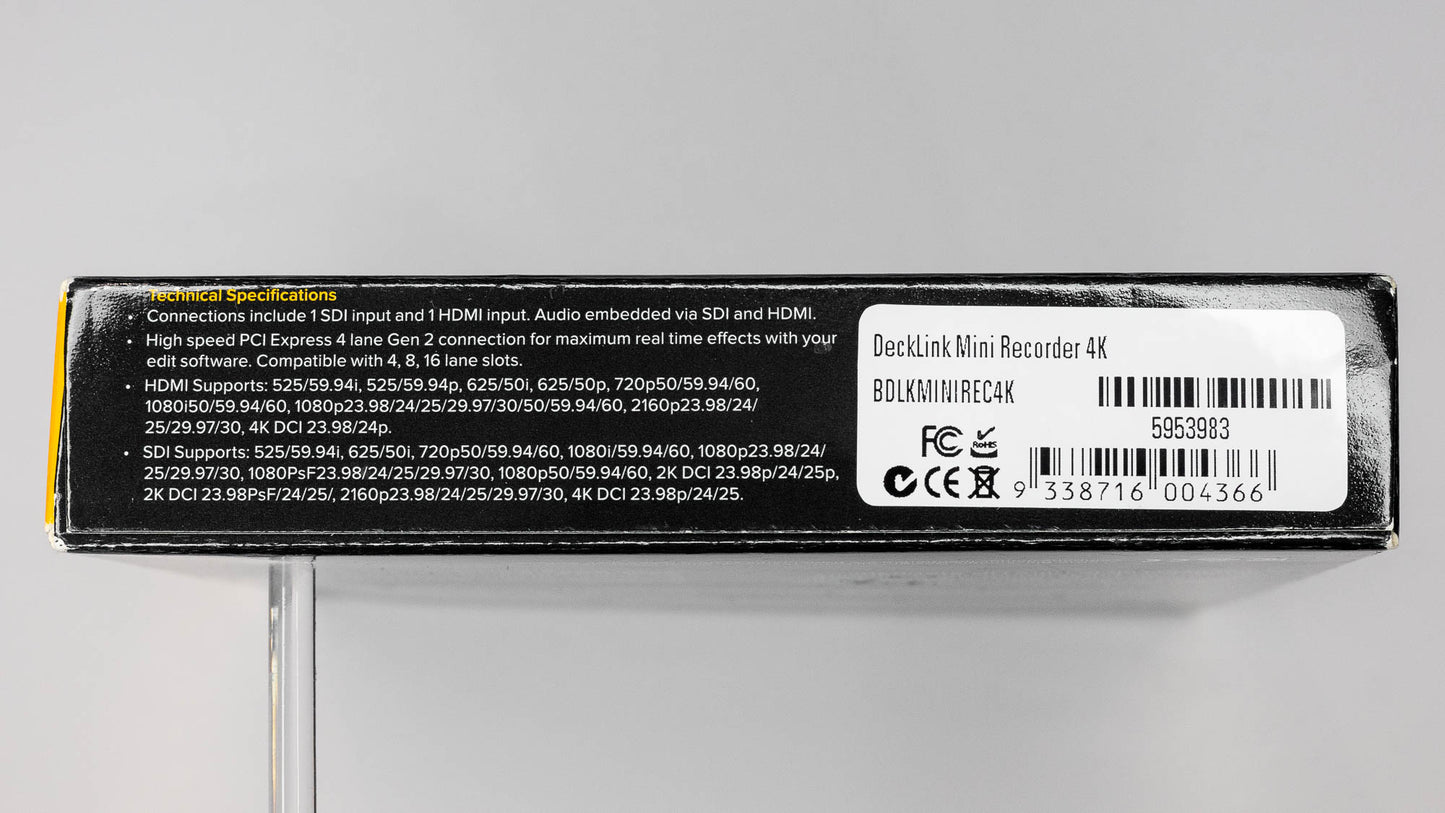 Technical Specifications
• Connections include 1 SDI input and 1 HDMI input. Audio embedded via SDI and HDMI.
• High speed PCI Express 4 lane Gen 2 connection for maximum real time effects with your
edit software. Compatible with 4, 8, 16 lane slots.
• HDMI Supports: 525/59.94i, 525/59.94p, 625/50i, 625/50p, 720p50/59.94/60,
1080i50/59.94/60, 1080p23.98/24/25/29.97/30/50/59.94/60, 2160p23.98/24/
25/29.97/30, 4K DCI 23.98/24p.
• SDI Supports: 525/59.94i, 625/50i, 720p50/59.94/60, 1080i/59.94/60, 1080p23.98/24/
25/29.97/30, 1080PsF23.98/24/25/29.97/30, 1080p50/59.94/60, 2K DCI 23.98p/24/25p,
2K DCI 23.98PsF/24/25/, 2160p23.98/24/25/29.97/30, 4K DCI 23.98p/24/25.
DeckLink Mini Recorder 4K
BDLKMINIREC4K
5953983
FC RoHS
CE
9 338716 004366